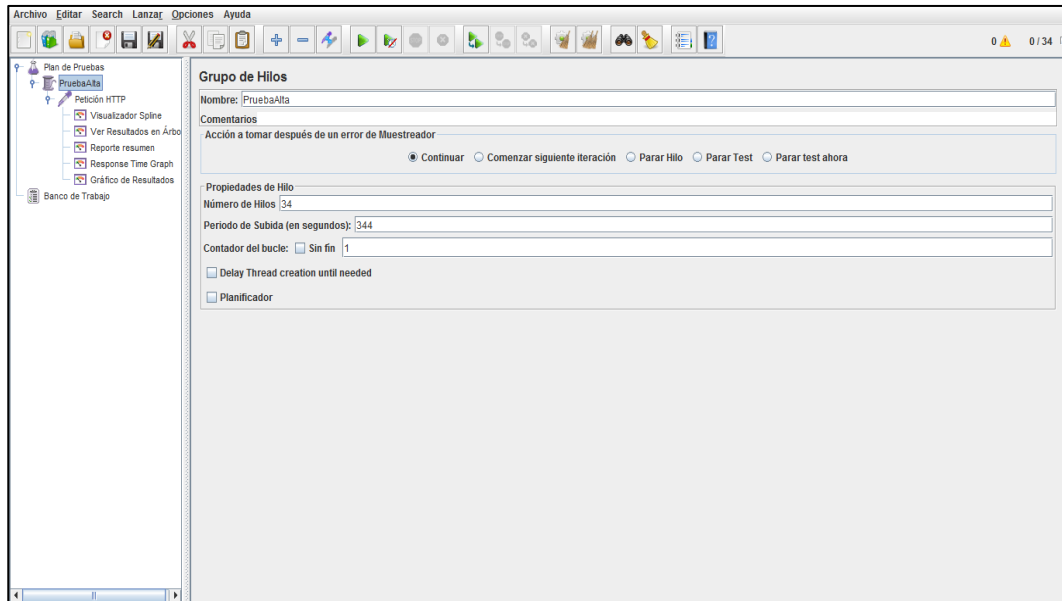 Archivo Editar Search Lanzar Opciones Ayuda
0 0 / 34
Plan de Pruebas
PruebaAlta
Petición HTTP
Visualizador Spline
Ver Resultados en Árbo
Reporte resumen
Response Time Graph
Gráfico de Resultados
Banco de Trabajo
Grupo de Hilos
Nombre: PruebaAlta
Comentarios
Acción a tomar después de un error de Muestreador
Continuar Comenzar siguiente iteración Parar Hilo Parar Test Parar test ahora
Propiedades de Hilo
Número de Hilos 34
Periodo de Subida (en segundos): 344
Contador del bucle: Sin fin 1
Delay Thread creation until needed
Planificador